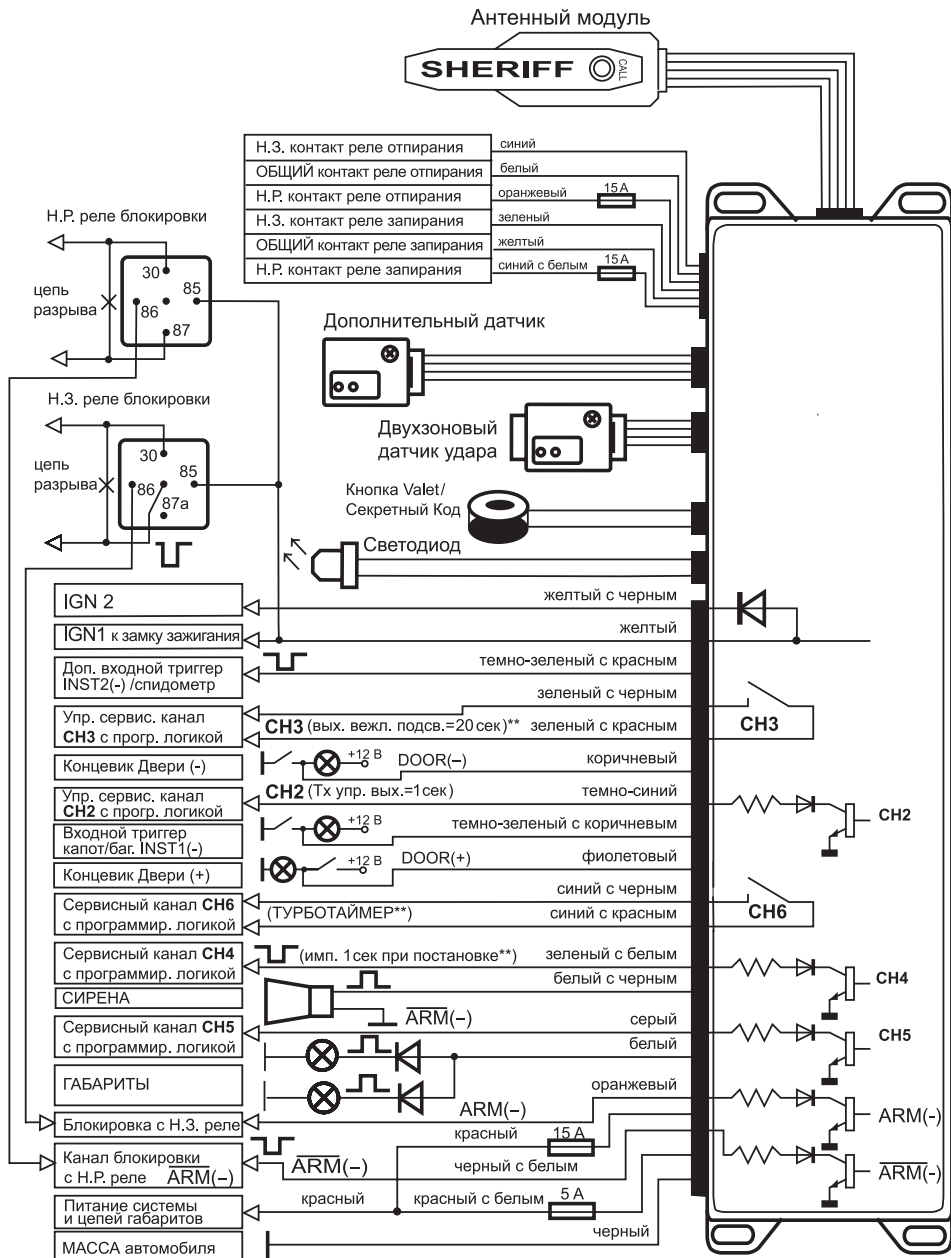 Антенный модуль
SHERIFF
CALL
Н.З. контакт реле отпирания
синий
ОБЩИЙ контакт реле отпирания
белый
Н.Р. контакт реле отпирания
оранжевый
15 А
Н.З. контакт реле запирания
зеленый
ОБЩИЙ контакт реле запирания
желтый
Н.Р. контакт реле запирания
синий с белым
15 А
Н.Р. реле блокировки
30
85
86
87
цепь
разрыва
Н.З. реле блокировки
30
85
86
87а
цепь
разрыва
Дополнительный датчик
Двухзоновый
датчик удара
Кнопка Valet/
Секретный Код
Светодиод
IGN 2
желтый с черным
IGN1 к замку зажигания
желтый
Доп. входной триггер
INST2(-) /спидометр
темно-зеленый с красным
зеленый с черным
Упр. сервис. канал
CH3 с прогр. логикой
CH3 (вых. вежл. подсв.=20сек)** зеленый с красным
CH3
Концевик Двери (-)
+12 В
DOOR(–)
коричневый
Упр. сервис. канал
CH2 с прогр. логикой
CH2 (Тх упр. вых.=1сек)
темно-синий
CH2
Входной триггер
капот/баг. INST1(-)
+12 В
темно-зеленый с коричневым
Концевик Двери (+)
+12 В
DOOR(+)
фиолетовый
синий с черным
Сервисный канал CH6
с программир. логикой
(ТУРБОТАЙМЕР**)
синий с красным
CH6
Сервисный канал CH4
с программир. логикой
(имп. 1сек при постановке**)
зеленый с белым
CH4
СИРЕНА
белый с черным
ARM(–)
Сервисный канал CH5
с программир. логикой
серый
CH5
белый
ГАБАРИТЫ
оранжевый
ARM(–)
ARM(-)
Блокировка с Н.З. реле
красный
15 А
Канал блокировки
с Н.Р. реле ARM(–)
ARM(–)
черный с белым
ARM(-)
Питание системы
и цепей габаритов
красный
красный с белым
5 А
МАССА автомобиля
черный